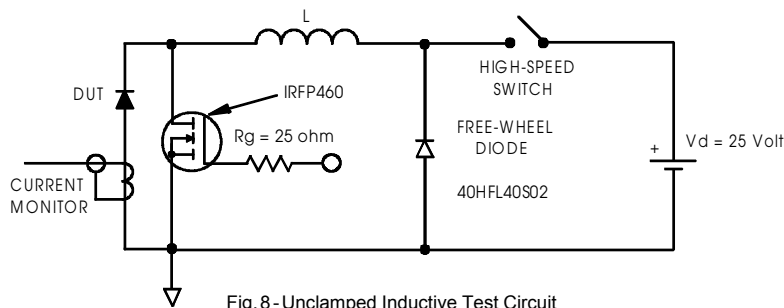 L
HIGH-SPEED
SWITCH
DUT
IRFP460
Rg = 25 ohm
FREE-WHEEL
DIODE
40HFL40S02
+
Vd = 25 Volt
CURRENT
MONITOR
Fig. 8 - Unclamped Inductive Test Circuit